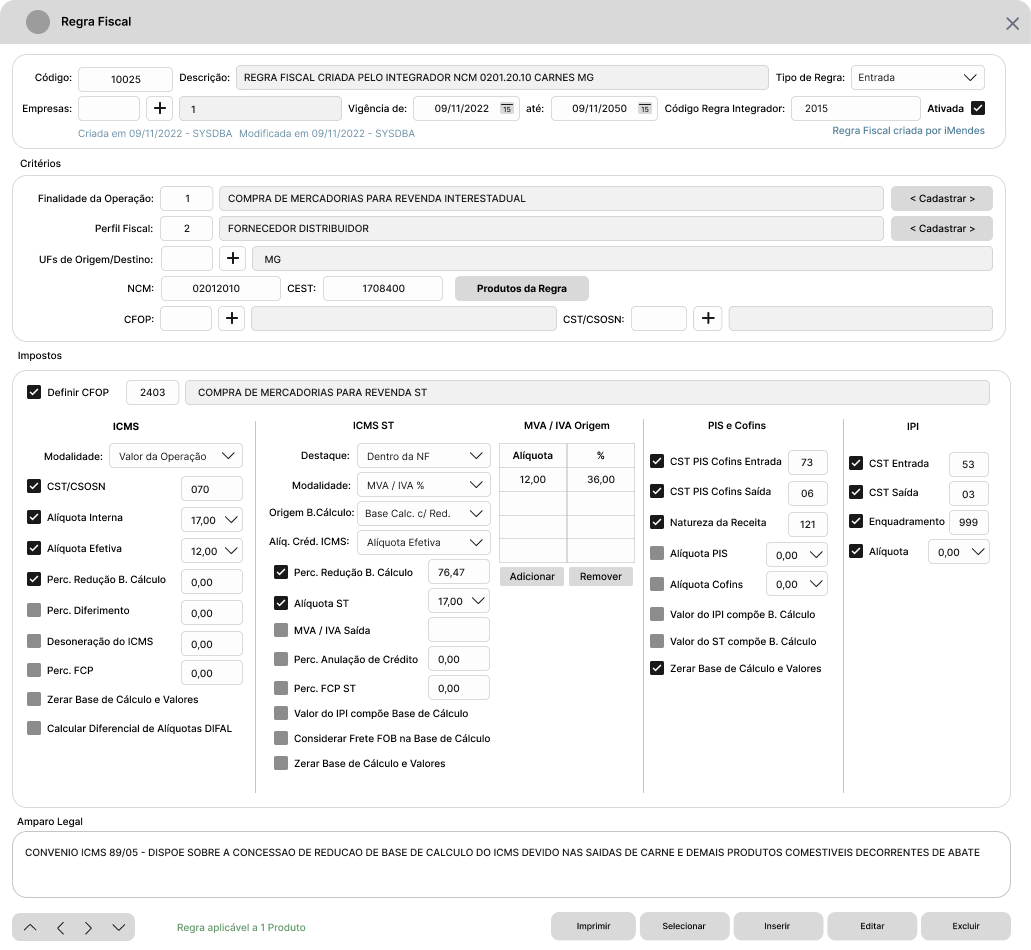 Regra Fiscal
Código: 10025 Descrição: REGRA FISCAL CRIADA PELO INTEGRADOR NCM 0201.20.10 CARNES MG Tipo de Regra: Entrada
Empresas: + 1 Vigência de: 09/11/2022 15 até: 09/11/2050 15 Código Regra Integrador: 2015 Ativada
Criada em 09/11/2022 - SYSDBA Modificada em 09/11/2022 - SYSDBA Regra Fiscal criada por iMendes
Critérios
Finalidade da Operação: 1 COMPRA DE MERCADORIAS PARA REVENDA INTERESTADUAL < Cadastrar >
Perfil Fiscal: 2 FORNECEDOR DISTRIBUIDOR < Cadastrar >
UFs de Origem/Destino: + MG
NCM: 02012010 CEST: 1708400 Produtos da Regra
CFOP: + CST/CSOSN: +
Impostos
Definir CFOP 2403 COMPRA DE MERCADORIAS PARA REVENDA ST
ICMS
Modalidade: Valor da Operação
CST/CSOSN 070
Alíquota Interna 17,00
Alíquota Efetiva 12,00
Perc. Redução B. Cálculo 0,00
Perc. Diferimento 0,00
Desoneração do ICMS 0,00
Perc. FCP 0,00
Zerar Base de Cálculo e Valores
Calcular Diferencial de Alíquotas DIFAL
ICMS ST
Destaque: Dentro da NF
Modalidade: MVA / IVA %
Origem B.Cálculo: Base Calc. c/ Red.
Alíq. Créd. ICMS: Alíquota Efetiva
Perc. Redução B. Cálculo 76,47
Alíquota ST 17,00
MVA / IVA Saída
Perc. Anulação de Crédito 0,00
Perc. FCP ST 0,00
Valor do IPI compõe Base de Cálculo
Considerar Frete FOB na Base de Cálculo
Zerar Base de Cálculo e Valores
MVA / IVA Origem
Alíquota %
12,00 36,00
Adicionar Remover
PIS e Cofins
CST PIS Cofins Entrada 73
CST PIS Cofins Saída 06
Natureza da Receita 121
Alíquota PIS 0,00
Alíquota Cofins 0,00
Valor do IPI compõe B. Cálculo
Valor do ST compõe B. Cálculo
Zerar Base de Cálculo e Valores
IPI
CST Entrada 53
CST Saída 03
Enquadramento 999
Alíquota 0,00
Amparo Legal
CONVENIO ICMS 89/05 - DISPOE SOBRE A CONCESSAO DE REDUCAO DE BASE DE CALCULO DO ICMS DEVIDO NAS SAIDAS DE CARNE E DEMAIS PRODUTOS COMESTIVEIS DECORRENTES DE ABATE
Regra aplicável a 1 Produto Imprimir Selecionar Inserir Editar Excluir